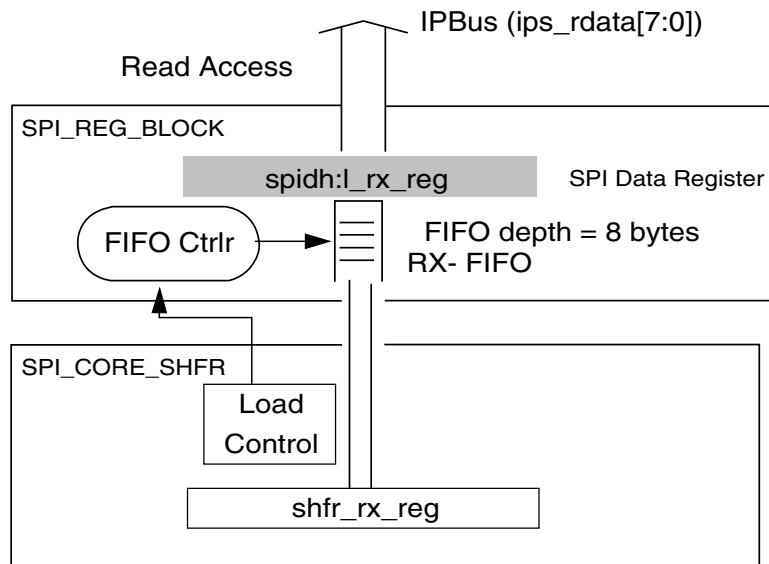 IPBus (ips_rdata[7:0])
Read Access
SPI_REG_BLOCK
spidh:l_rx_reg
SPI Data Register
FIFO Ctrlr
FIFO depth = 8 bytes
RX- FIFO
SPI_CORE_SHFR
Load
Control
shfr_rx_reg